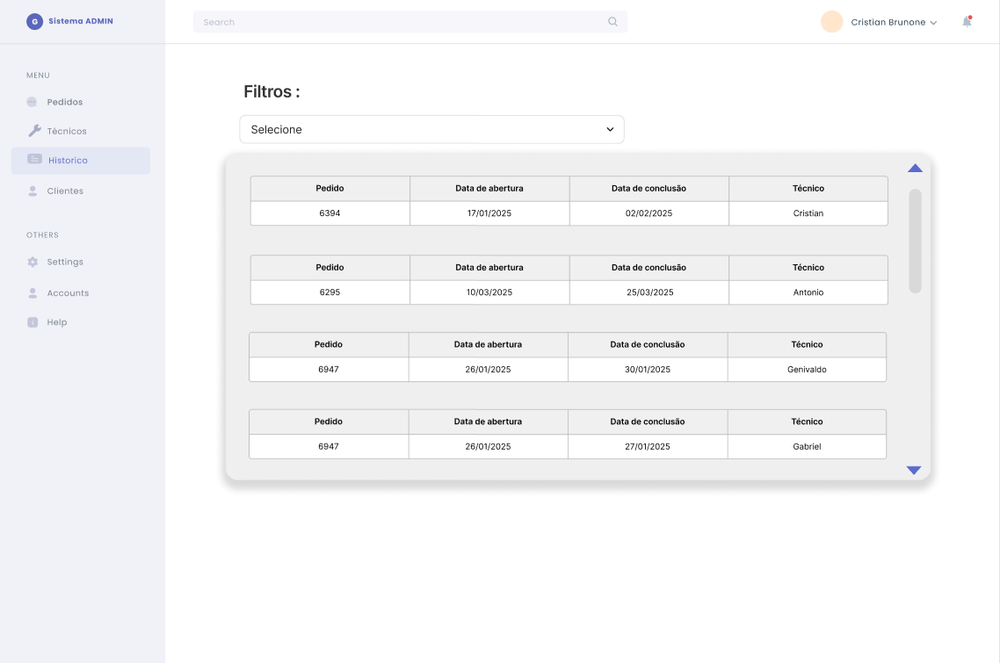 G Sistema ADMIN
Search
Cristian Brunone
MENU
Pedidos
Técnicos
Historico
Clientes
OTHERS
Settings
Accounts
Help
Filtros :
Selecione
Pedido Data de abertura Data de conclusão Técnico
6394 17/01/2025 02/02/2025 Cristian
Pedido Data de abertura Data de conclusão Técnico
6295 10/03/2025 25/03/2025 Antonio
Pedido Data de abertura Data de conclusão Técnico
6947 26/01/2025 30/01/2025 Genivaldo
Pedido Data de abertura Data de conclusão Técnico
6947 26/01/2025 27/01/2025 Gabriel